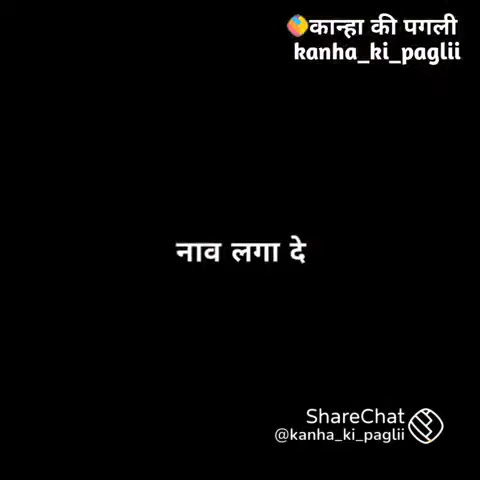 कान्हा की पगली
kanha_ki_paglii
नाव लगा दे
ShareChat
@kanha_ki_paglii